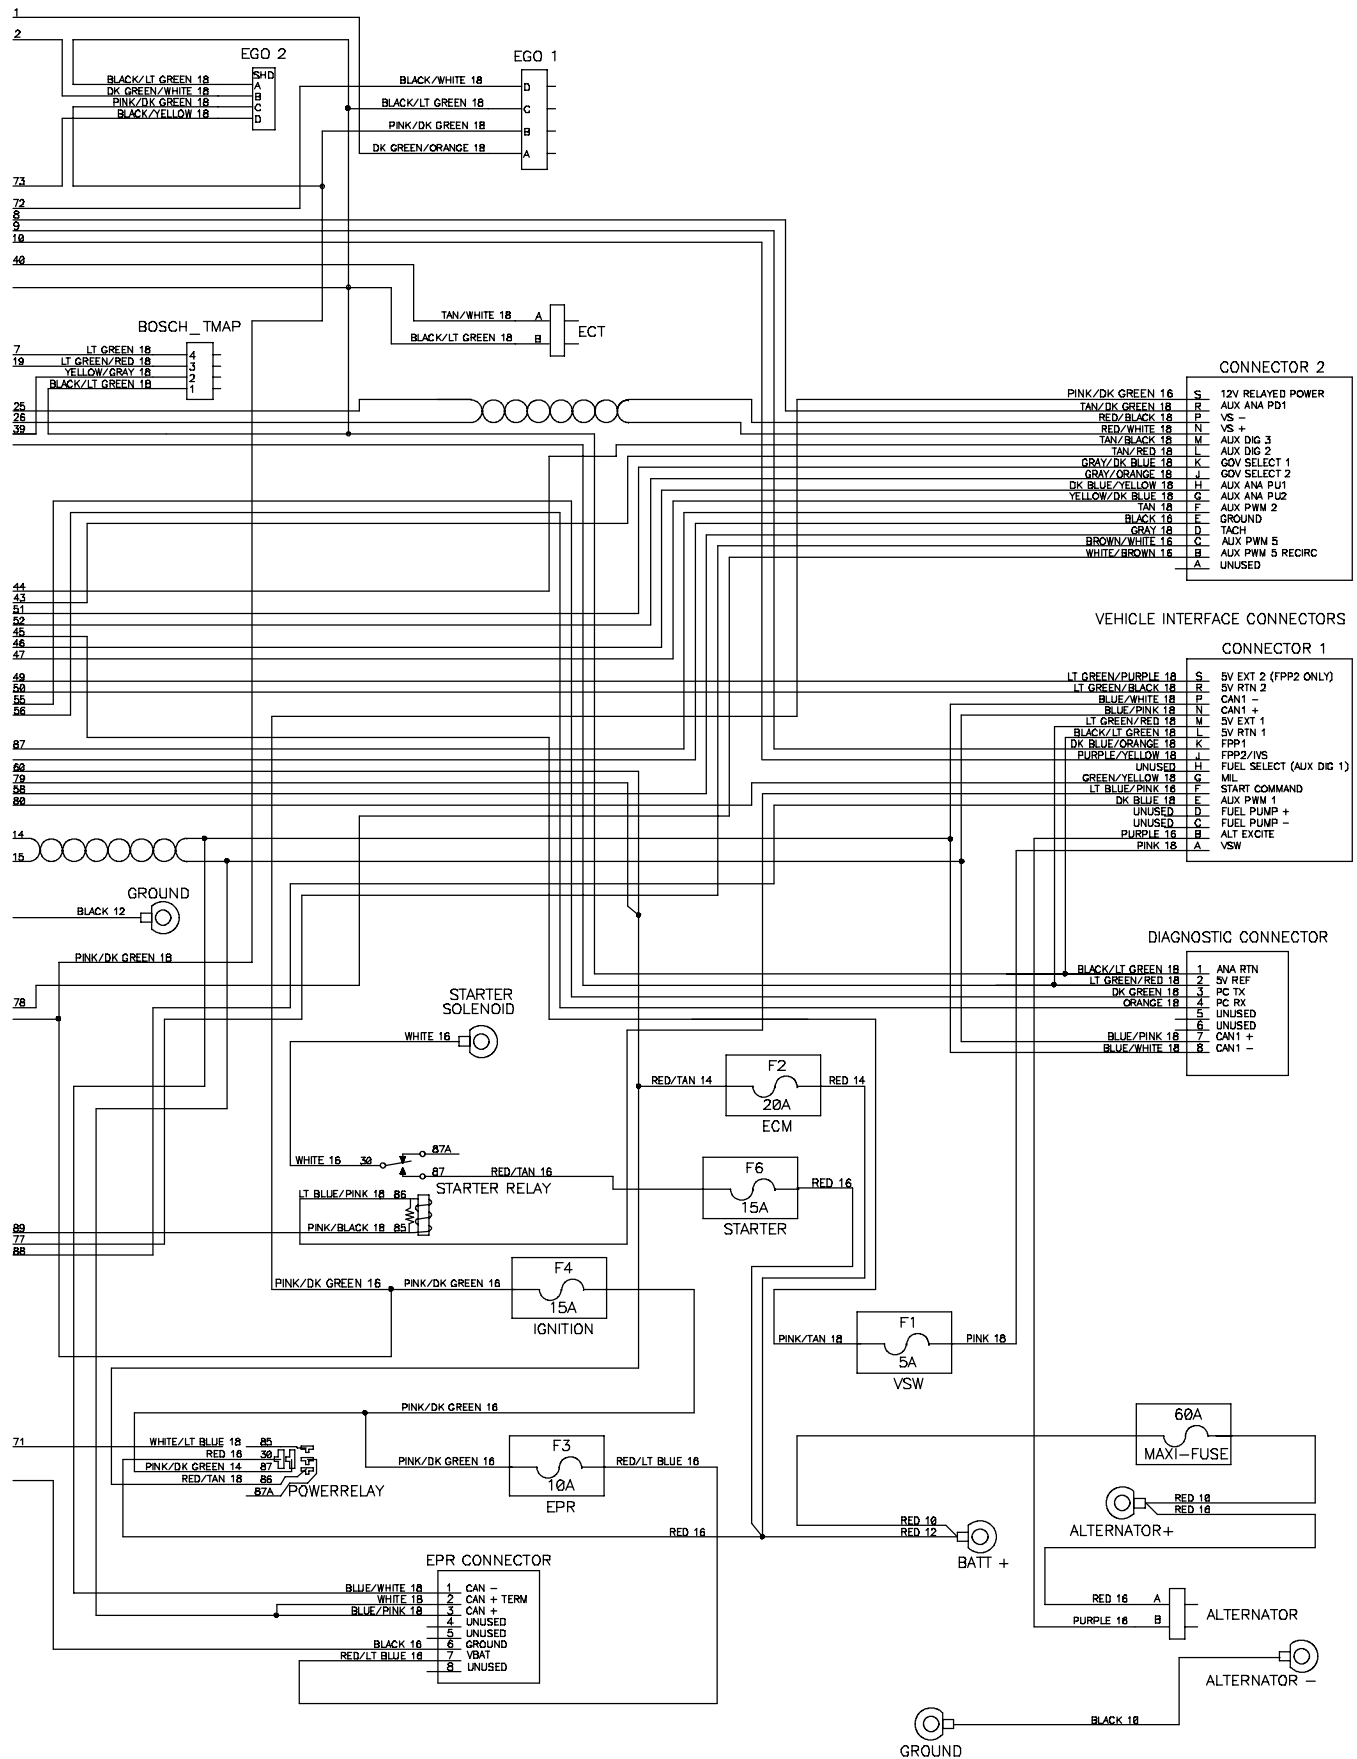 1
2
EGO 2
SHD
BLACK/LT GREEN 18 A
DK GREEN/WHITE 18 B
PINK/DK GREEN 18 C
BLACK/YELLOW 18 D
EGO 1
BLACK/WHITE 18 D
BLACK/LT GREEN 18 C
PINK/DK GREEN 18 B
DK GREEN/ORANGE 18 A
73
72
8
9
10
40
TAN/WHITE 18 A
BLACK/LT GREEN 18 B
ECT
BOSCH_TMAP
7 LT GREEN 18 4
19 LT GREEN/RED 18 3
YELLOW/GRAY 18 2
BLACK/LT GREEN 18 1
25
26
39
CONNECTOR 2
PINK/DK GREEN 16 S 12V RELAYED POWER
TAN/DK GREEN 18 R AUX ANA PD1
RED/BLACK 18 P VS -
RED/WHITE 18 N VS +
TAN/BLACK 18 M AUX DIG 3
TAN/RED 18 L AUX DIG 2
GRAY/DK BLUE 18 K GOV SELECT 1
GRAY/ORANGE 18 J GOV SELECT 2
DK BLUE/YELLOW 18 H AUX ANA PU1
YELLOW/DK BLUE 18 G AUX ANA PU2
TAN 18 F AUX PWM 2
BLACK 16 E GROUND
GRAY 18 D TACH
BROWN/WHITE 16 C AUX PWM 5
WHITE/BROWN 16 B AUX PWM 5 RECIRC
A UNUSED
44
43
51
52
45
46
47
49
50
55
56
87
60
79
58
80
14
15
VEHICLE INTERFACE CONNECTORS
CONNECTOR 1
LT GREEN/PURPLE 18 S 5V EXT 2 (FPP2 ONLY)
LT GREEN/BLACK 18 R 5V RTN 2
BLUE/WHITE 18 P CAN1 -
BLUE/PINK 18 N CAN1 +
LT GREEN/RED 18 M 5V EXT 1
BLACK/LT GREEN 18 L 5V RTN 1
DK BLUE/ORANGE 18 K FPP1
PURPLE/YELLOW 18 J FPP2/IVS
UNUSED H FUEL SELECT (AUX DIG 1)
GREEN/YELLOW 18 G MIL
LT BLUE/PINK 16 F START COMMAND
DK BLUE 18 E AUX PWM 1
UNUSED D FUEL PUMP +
UNUSED C FUEL PUMP -
PURPLE 16 B ALT EXCITE
PINK 18 A VSW
GROUND
BLACK 12
PINK/DK GREEN 18
78
DIAGNOSTIC CONNECTOR
BLACK/LT GREEN 18 1 ANA RTN
LT GREEN/RED 18 2 5V REF
DK GREEN 18 3 PC TX
ORANGE 18 4 PC RX
5 UNUSED
6 UNUSED
BLUE/PINK 18 7 CAN1 +
BLUE/WHITE 18 8 CAN1 -
STARTER
SOLENOID
WHITE 16
RED/TAN 14 F2 RED 14
20A
ECM
87A
WHITE 16 30
87 RED/TAN 16
STARTER RELAY
LT BLUE/PINK 18 86
PINK/BLACK 18 85
F6 RED 16
15A
STARTER
89
77
88
PINK/DK GREEN 16 PINK/DK GREEN 16 F4
15A
IGNITION
PINK/TAN 18 F1 PINK 18
5A
VSW
PINK/DK GREEN 16
71 WHITE/LT BLUE 18 85
RED 16 30
PINK/DK GREEN 14 87
RED/TAN 18 86
87A POWERRELAY
PINK/DK GREEN 16 F3 RED/LT BLUE 16
10A
EPR
60A
MAXI-FUSE
RED 10
RED 16
ALTERNATOR+
RED 16
RED 10
RED 12
BATT +
EPR CONNECTOR
BLUE/WHITE 18 1 CAN -
WHITE 18 2 CAN + TERM
BLUE/PINK 18 3 CAN +
4 UNUSED
5 UNUSED
BLACK 16 6 GROUND
RED/LT BLUE 16 7 VBAT
8 UNUSED
RED 16 A
PURPLE 16 B
ALTERNATOR
ALTERNATOR -
BLACK 10
GROUND